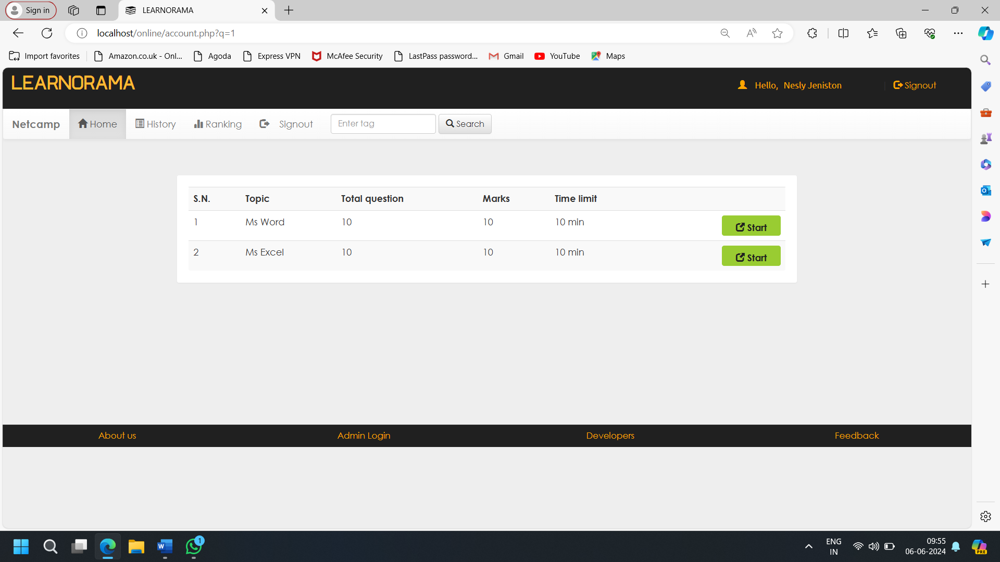 Sign in
LEARNORAMA
localhost/online/account.php?q=1
Import favorites
Amazon.co.uk - Onl...
Agoda
Express VPN
McAfee Security
LastPass password...
Gmail
YouTube
Maps
LEARNORAMA
Hello, Nesly Jeniston
Signout
Netcamp
Home
History
Ranking
Signout
Enter tag
Search
S.N. Topic Total question Marks Time limit
1 Ms Word 10 10 10 min Start
2 Ms Excel 10 10 10 min Start
About us
Admin Login
Developers
Feedback
1
ENG
IN
09:55
06-06-2024
PRE